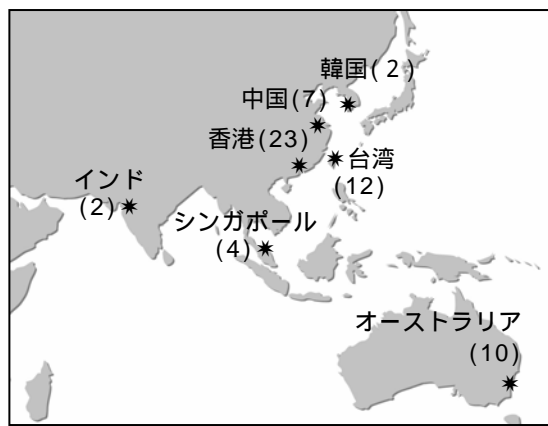 韓国(2)
中国(7)
香港(23)
台湾
(12)
インド
(2)
シンガポール
(4)
オーストラリア
(10)